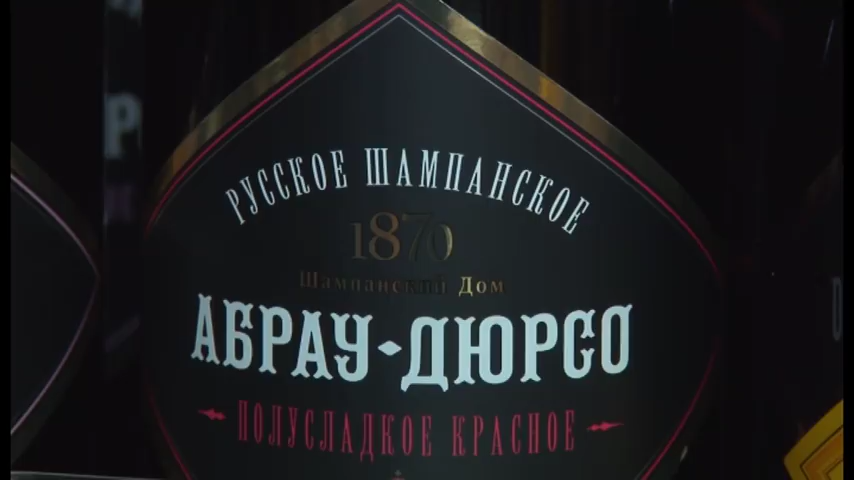 РУССКОЕ ШАМПАНСКОЕ
1870
Шампанский Дом
АБРАУ-ДЮРСО
ПОЛУСЛАДКОЕ КРАСНОЕ